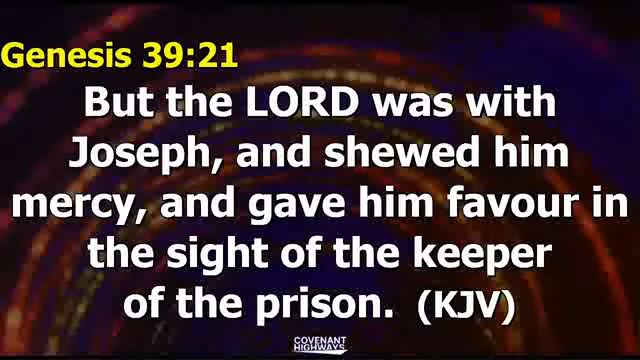 Genesis 39:21
But the LORD was with
Joseph, and shewed him
mercy, and gave him favour in
the sight of the keeper
of the prison. (KJV)
COVENANT
HIGHWAYS